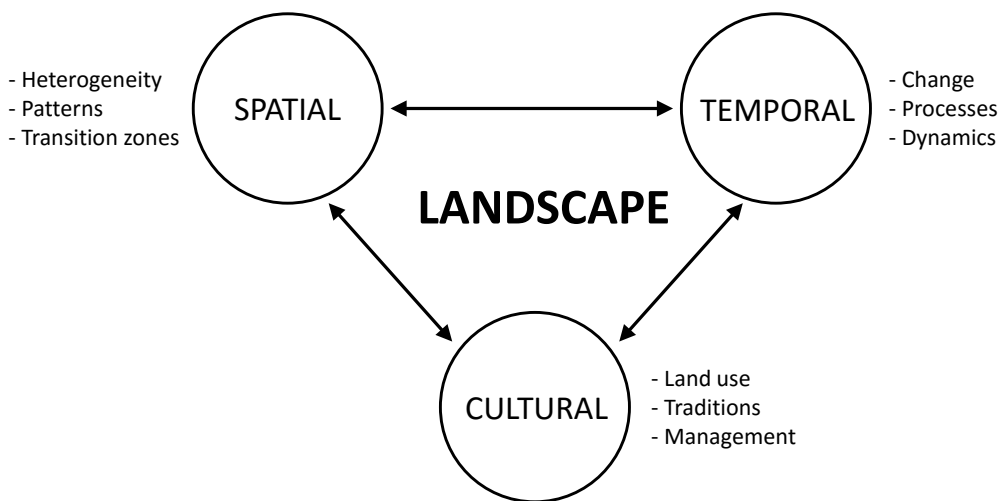 - Heterogeneity
- Patterns
- Transition zones
SPATIAL
TEMPORAL
- Change
- Processes
- Dynamics
LANDSCAPE
CULTURAL
- Land use
- Traditions
- Management